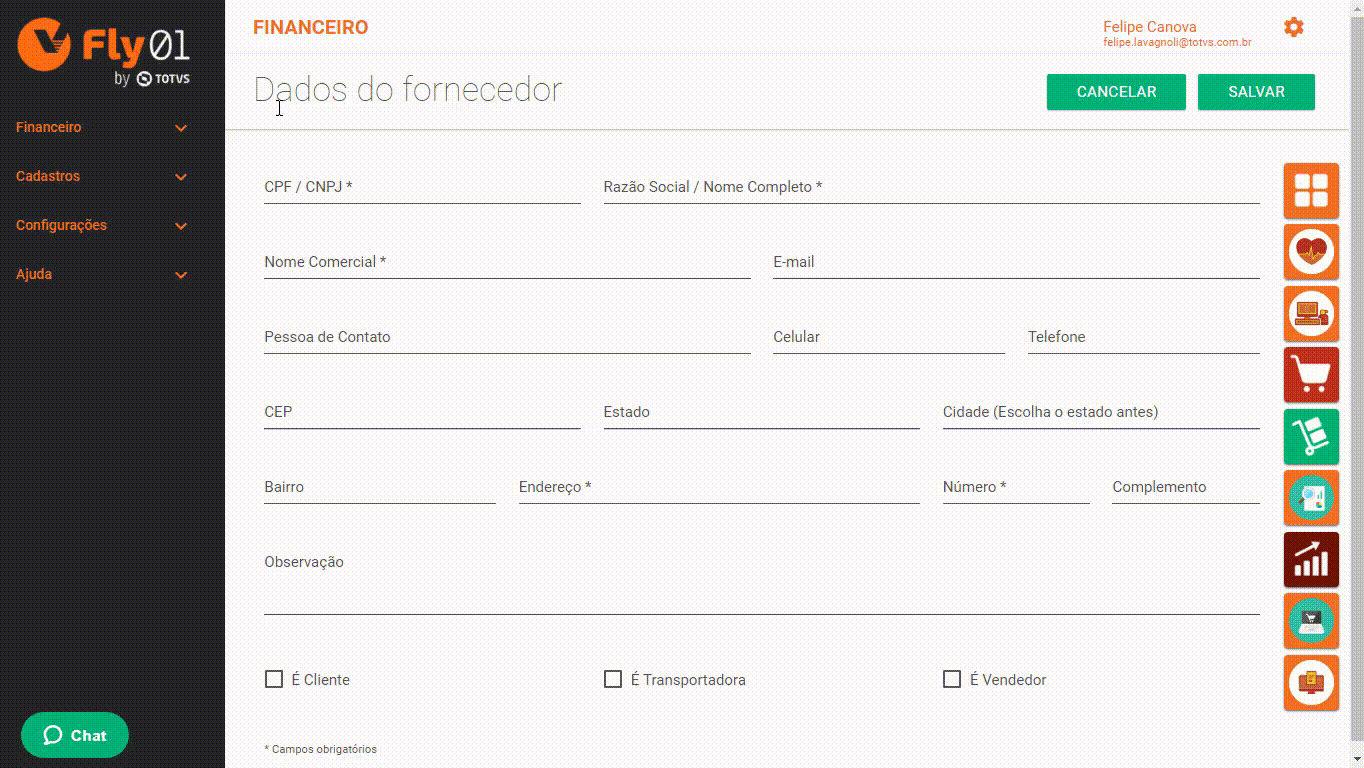 Fly01
by TOTVS
Financeiro
Cadastros
Configurações
Ajuda
Chat
FINANCEIRO
Felipe Canova
felipe.lavagnoli@totvs.com.br
Dados do fornecedor
CANCELAR
SALVAR
CPF / CNPJ *
Razão Social / Nome Completo *
Nome Comercial *
E-mail
Pessoa de Contato
Celular
Telefone
CEP
Estado
Cidade (Escolha o estado antes)
Bairro
Endereço *
Número *
Complemento
Observação
É Cliente
É Transportadora
É Vendedor
* Campos obrigatórios